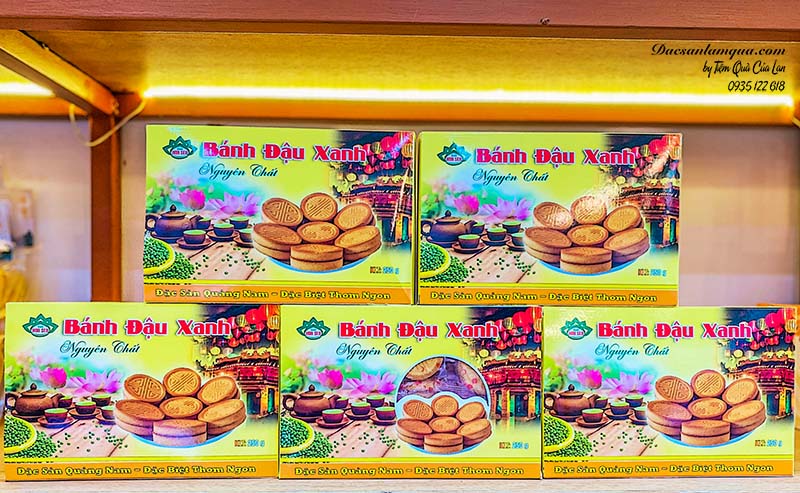 Dacsanlamqua.com
by Tiệm Quà Của Lan
0935 122 618
Bánh Đậu Xanh
Nguyên Chất
Đặc Sản Quảng Nam - Đặc Biệt Thơm Ngon
Bánh Đậu Xanh
Nguyên Chất
Đặc Sản Quảng Nam - Đặc Biệt Thơm Ngon
Bánh Đậu Xanh
Nguyên Chất
Đặc Sản Quảng Nam - Đặc Biệt Thơm Ngon
Bánh Đậu Xanh
Nguyên Chất
Đặc Sản Quảng Nam - Đặc Biệt Thơm Ngon
Bánh Đậu Xanh
Nguyên Chất
Đặc Sản Quảng Nam - Đặc Biệt Thơm Ngon